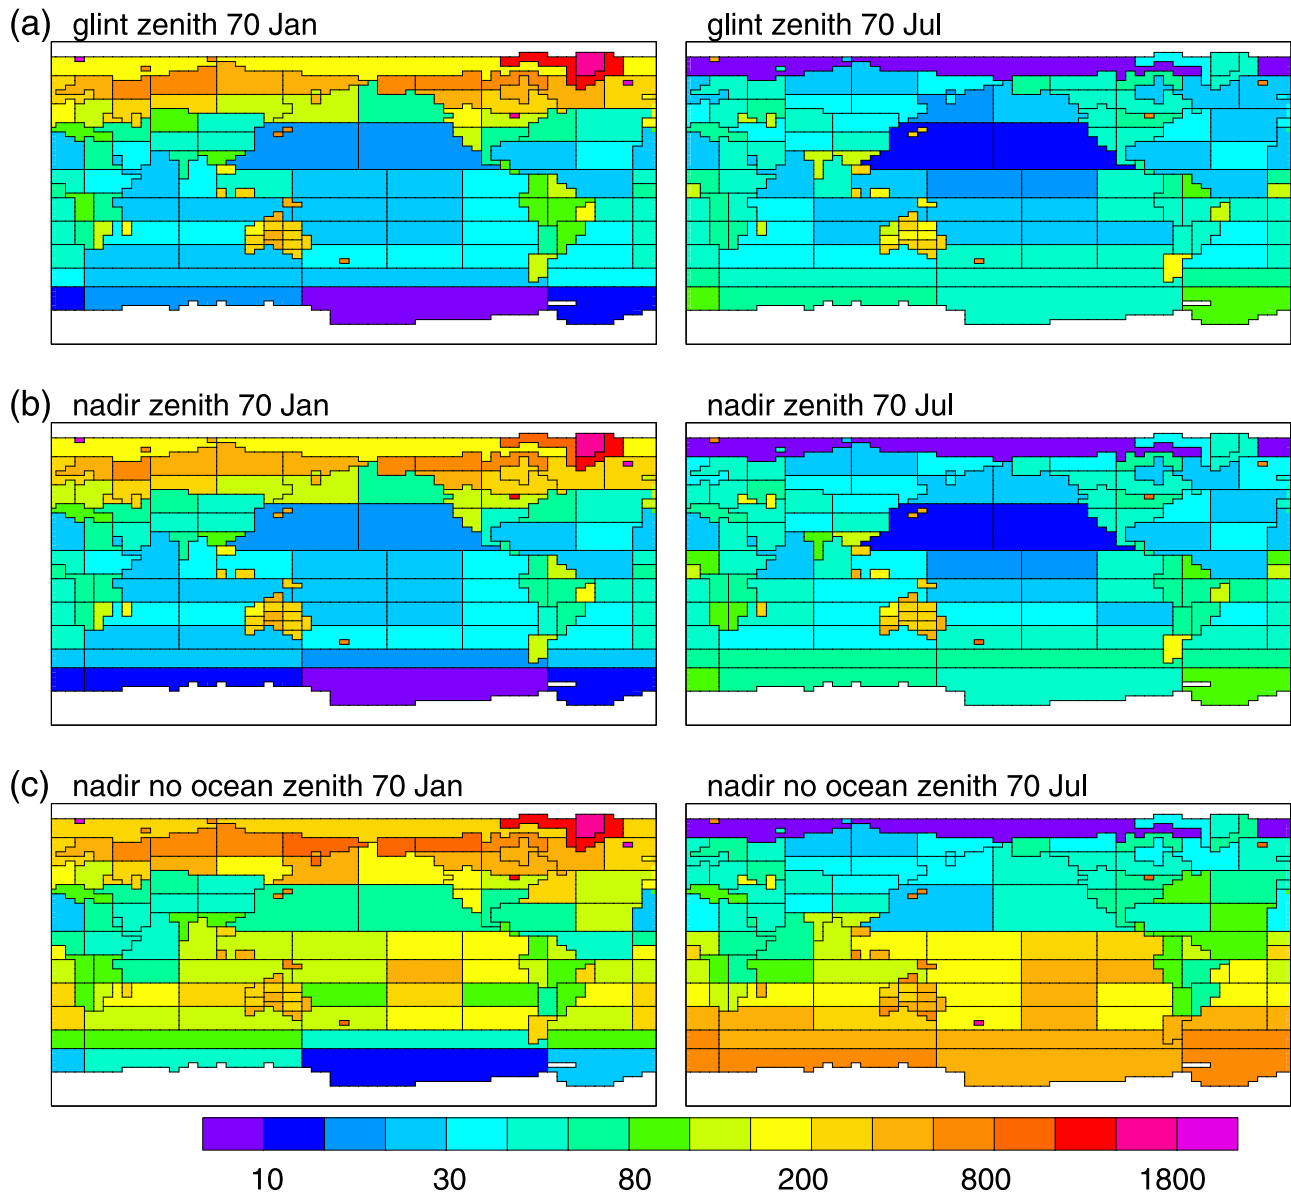 (a) glint zenith 70 Jan
glint zenith 70 Jul
(b) nadir zenith 70 Jan
nadir zenith 70 Jul
(c) nadir no ocean zenith 70 Jan
nadir no ocean zenith 70 Jul
10 30 80 200 800 1800